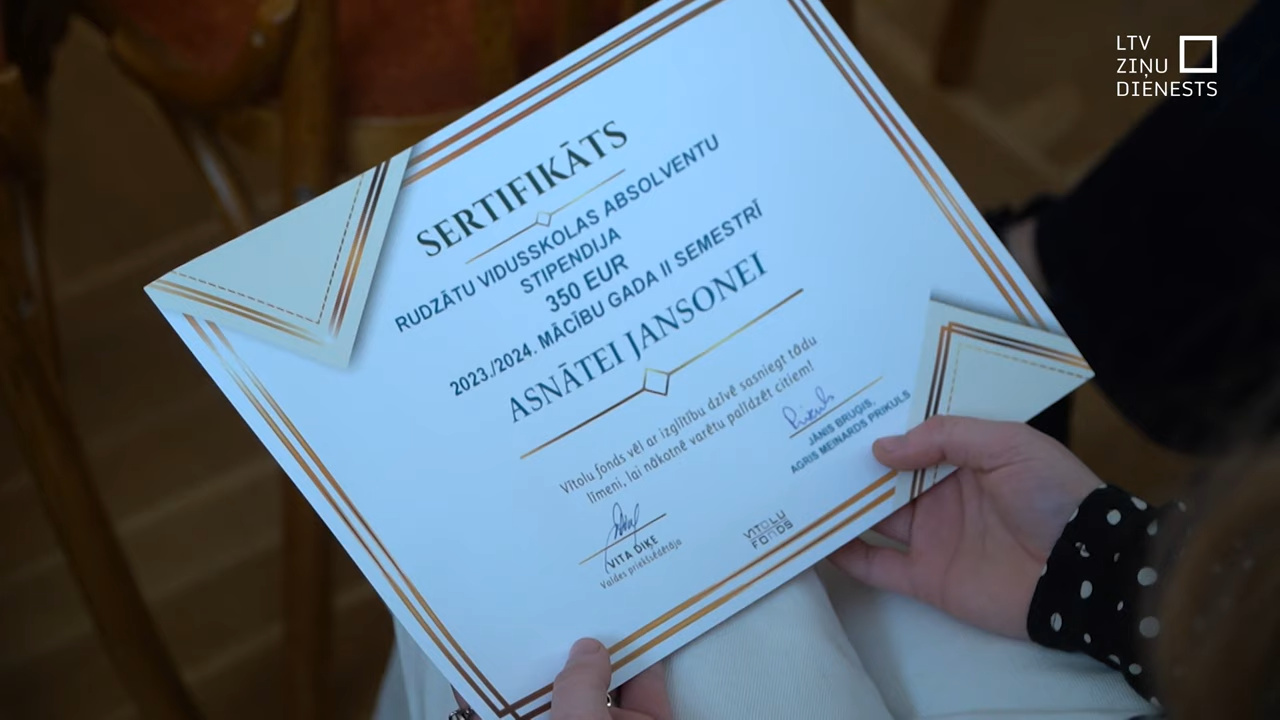 LTV
ZIŅU
DIENESTS
SERTIFIKĀTS
RUDZĀTU VIDUSSKOLAS ABSOLVENTU
STIPENDIJA
350 EUR
2023./2024. MĀCĪBU GADA II SEMESTRĪ
ASNĀTEI JANSONEI
Vītolu fonds vēl ar izglītību dzīvē sasniegt tādu
līmeni, lai nākotnē varētu palīdzēt citiem!
Prikuls
JĀNIS BRUĢIS,
AGRIS MEINARDS PRIKULS
VITA DIĶE
Valdes priekšsēdētāja
VĪTOLU
FONDS